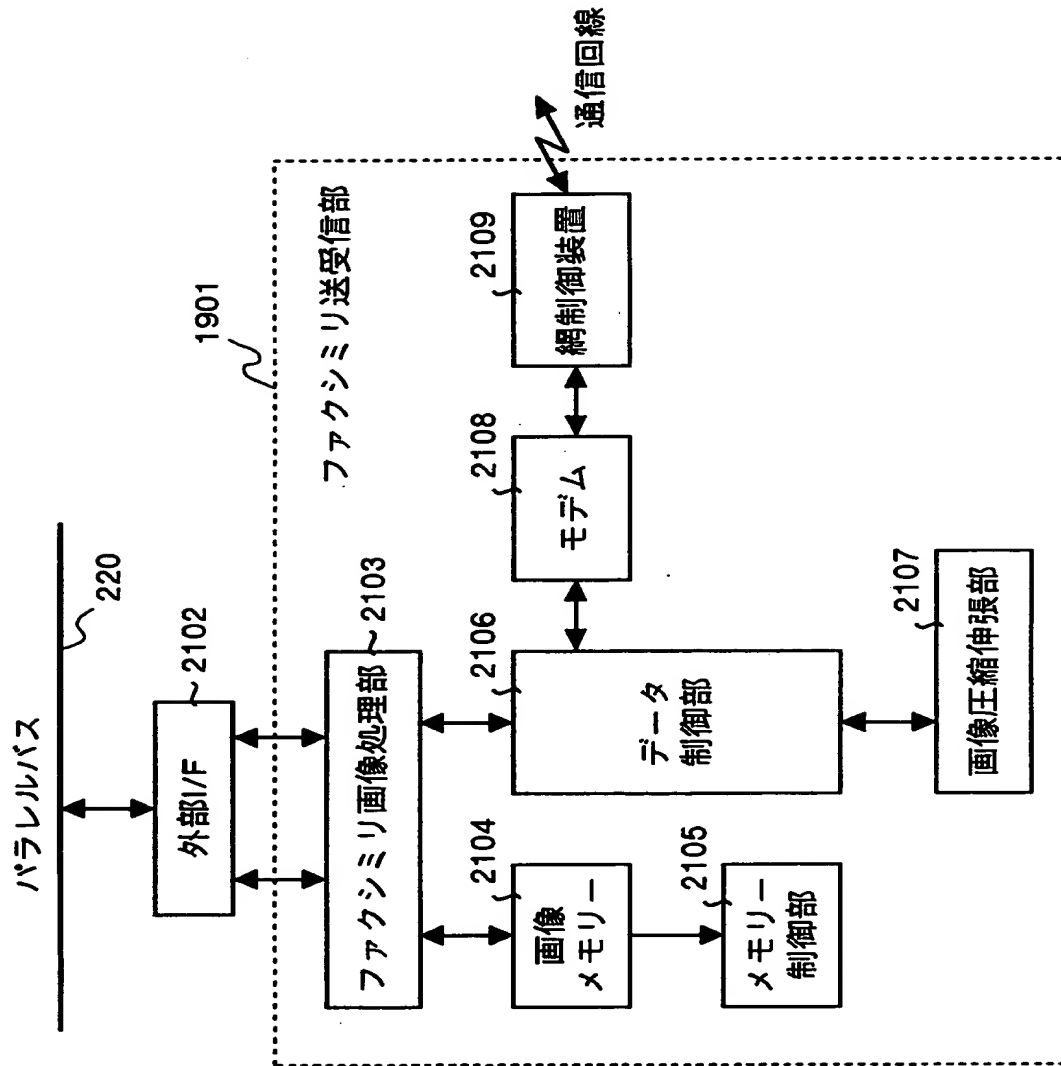 パラレルバス
220
2102
外部I/F
1901
ファクシミリ送受信部
2103
ファクシミリ画像処理部
2104
画像
メモリー
2105
メモリー
制御部
2106
データ
制御部
2107
画像圧縮伸張部
2108
モデム
2109
網制御装置
通信回線